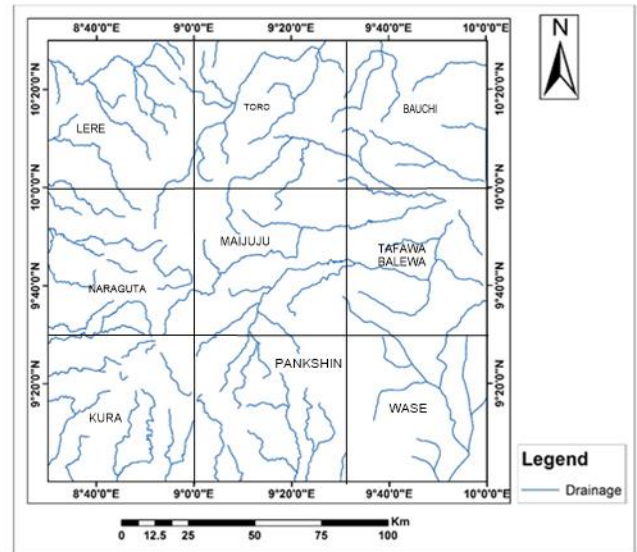 8°40'0"E 9°0'0"E 9°20'0"E 9°40'0"E 10°0'0"E
N
10°20'0"N 10°20'0"N
TORO
BAUCHI
LERE
10°0'0"N 10°0'0"N
MAIJUJU
TAFAWA
BALEWA
NARAGUTA
9°40'0"N 9°40'0"N
PANKSHIN
9°20'0"N 9°20'0"N
WASE
KURA
Legend
Drainage
8°40'0"E 9°0'0"E 9°20'0"E 9°40'0"E 10°0'0"E
Km
0 12.5 25 50 75 100